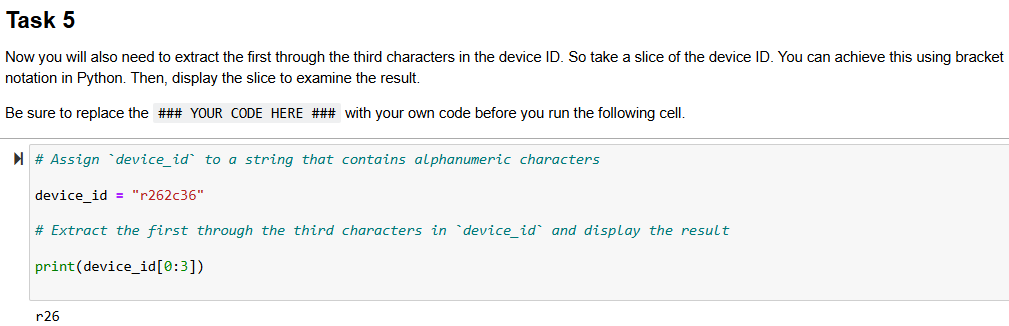 Task 5
Now you will also need to extract the first through the third characters in the device ID. So take a slice of the device ID. You can achieve this using bracket
notation in Python. Then, display the slice to examine the result.
Be sure to replace the ### YOUR CODE HERE ### with your own code before you run the following cell.
# Assign `device_id` to a string that contains alphanumeric characters
device_id = "r262c36"
# Extract the first through the third characters in `device_id` and display the result
print(device_id[0:3])
r26